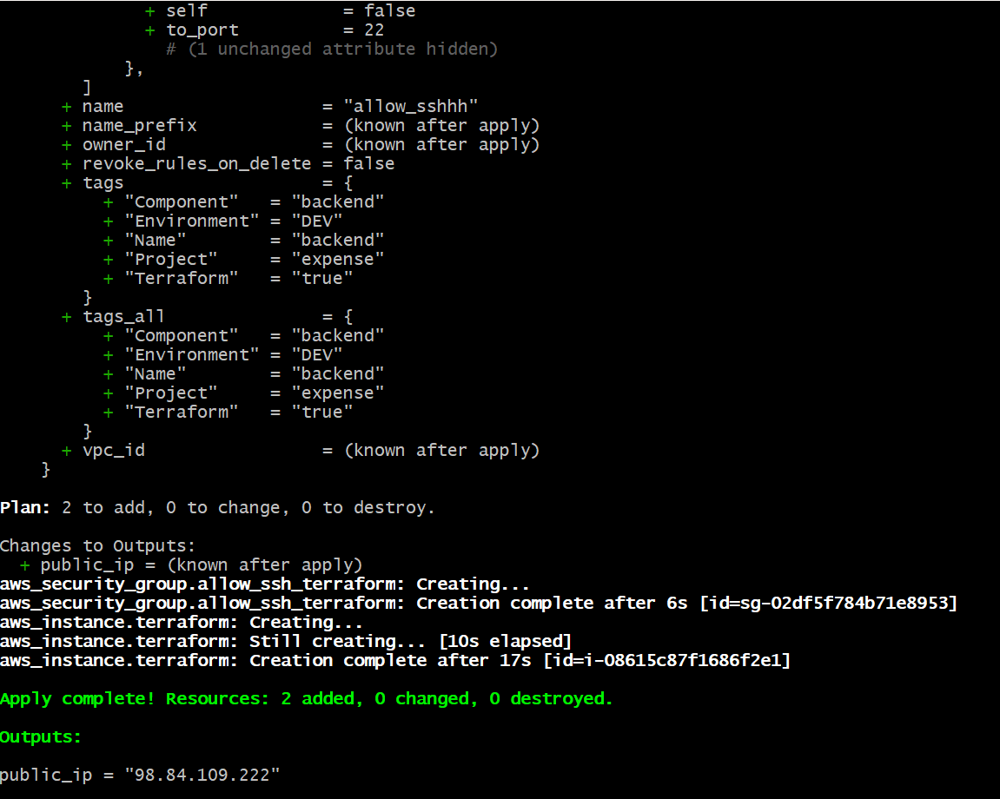 + self             = false
+ to_port          = 22
# (1 unchanged attribute hidden)
},
]
+ name                   = "allow_sshhh"
+ name_prefix            = (known after apply)
+ owner_id               = (known after apply)
+ revoke_rules_on_delete = false
+ tags                   = {
+ "Component"   = "backend"
+ "Environment" = "DEV"
+ "Name"        = "backend"
+ "Project"     = "expense"
+ "Terraform"   = "true"
}
+ tags_all               = {
+ "Component"   = "backend"
+ "Environment" = "DEV"
+ "Name"        = "backend"
+ "Project"     = "expense"
+ "Terraform"   = "true"
}
+ vpc_id                 = (known after apply)
}
Plan: 2 to add, 0 to change, 0 to destroy.
Changes to Outputs:
+ public_ip = (known after apply)
aws_security_group.allow_ssh_terraform: Creating...
aws_security_group.allow_ssh_terraform: Creation complete after 6s [id=sg-02df5f784b71e8953]
aws_instance.terraform: Creating...
aws_instance.terraform: Still creating... [10s elapsed]
aws_instance.terraform: Creation complete after 17s [id=i-08615c87f1686f2e1]
Apply complete! Resources: 2 added, 0 changed, 0 destroyed.
Outputs:
public_ip = "98.84.109.222"